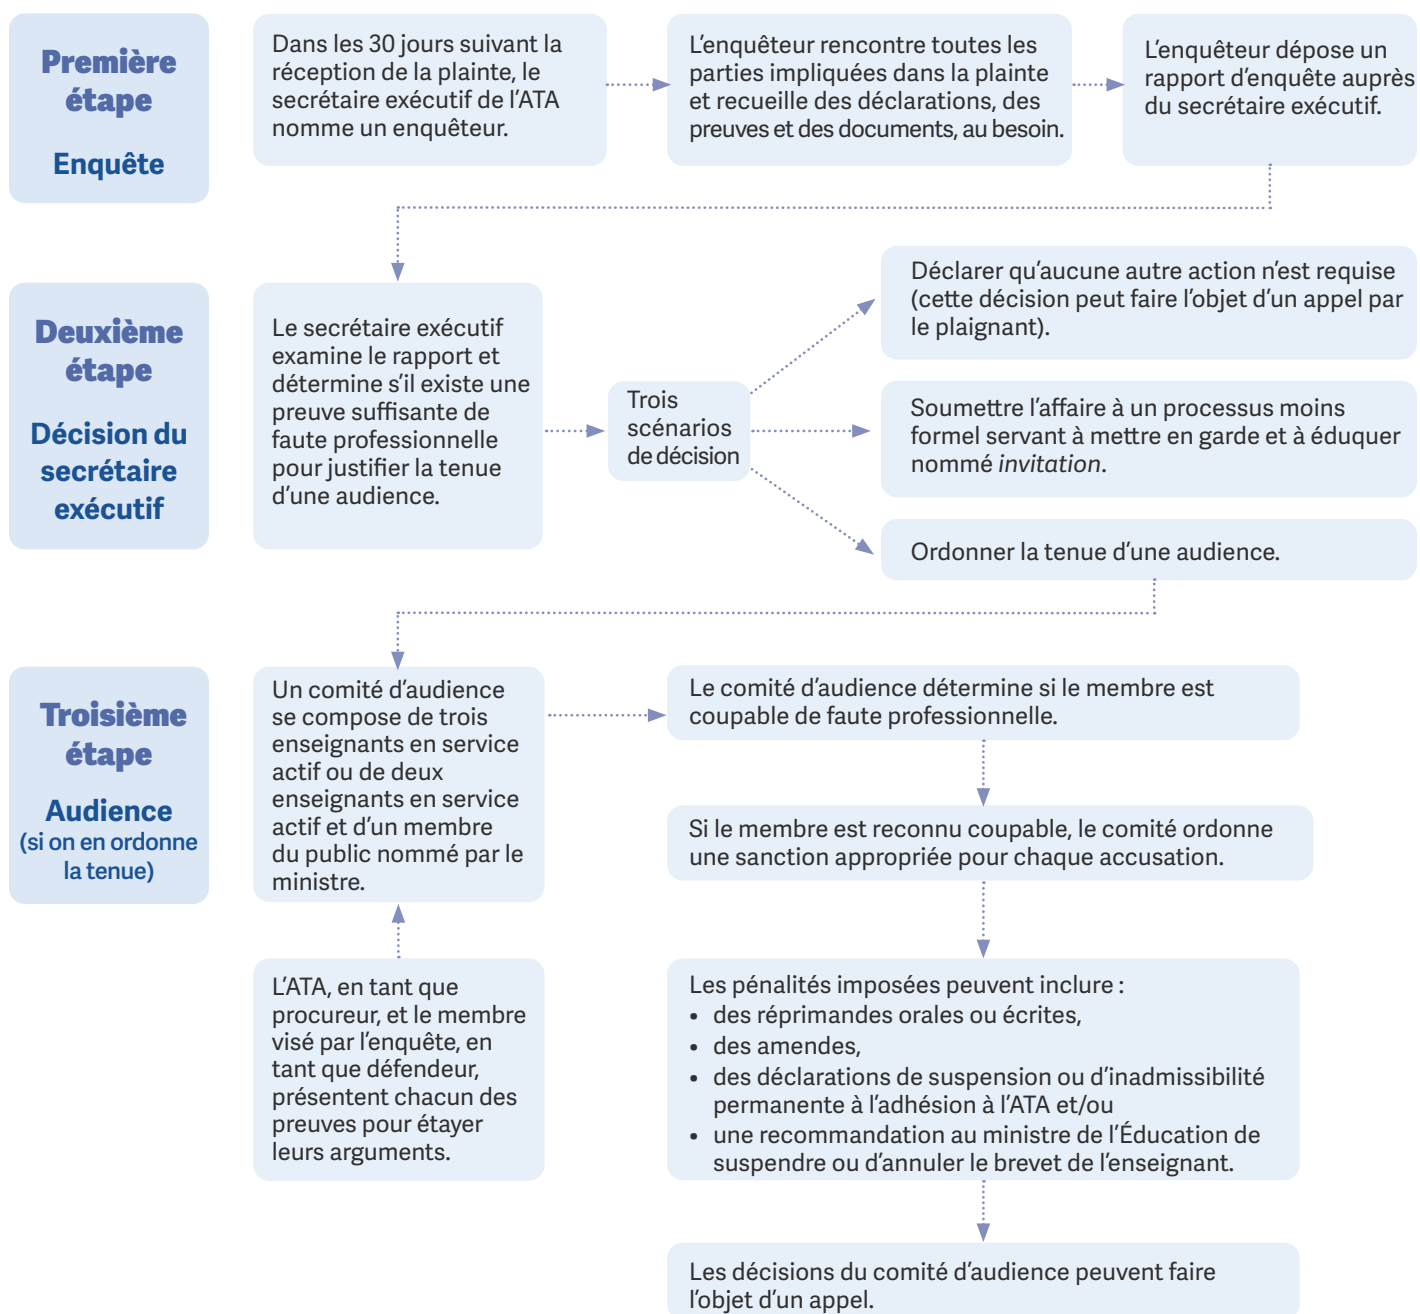 Première
étape
Enquête
Dans les 30 jours suivant la
réception de la plainte, le
secrétaire exécutif de l’ATA
nomme un enquêteur.
L’enquêteur rencontre toutes les
parties impliquées dans la plainte
et recueille des déclarations, des
preuves et des documents, au besoin.
L’enquêteur dépose un
rapport d’enquête auprès
du secrétaire exécutif.
Deuxième
étape
Décision du
secrétaire
exécutif
Le secrétaire exécutif
examine le rapport et
détermine s’il existe une
preuve suffisante de
faute professionnelle
pour justifier la tenue
d’une audience.
Trois
scénarios
de décision
Déclarer qu’aucune autre action n’est requise
(cette décision peut faire l’objet d’un appel par
le plaignant).
Soumettre l’affaire à un processus moins
formel servant à mettre en garde et à éduquer
nommé invitation.
Ordonner la tenue d’une audience.
Troisième
étape
Audience
(si on en ordonne
la tenue)
Un comité d’audience
se compose de trois
enseignants en service
actif ou de deux
enseignants en service
actif et d’un membre
du public nommé par le
ministre.
L’ATA, en tant que
procureur, et le membre
visé par l’enquête, en
tant que défendeur,
présentent chacun des
preuves pour étayer
leurs arguments.
Le comité d’audience détermine si le membre est
coupable de faute professionnelle.
Si le membre est reconnu coupable, le comité ordonne
une sanction appropriée pour chaque accusation.
Les pénalités imposées peuvent inclure :
• des réprimandes orales ou écrites,
• des amendes,
• des déclarations de suspension ou d’inadmissibilité
permanente à l’adhésion à l’ATA et/ou
• une recommandation au ministre de l’Éducation de
suspendre ou d’annuler le brevet de l’enseignant.
Les décisions du comité d’audience peuvent faire
l’objet d’un appel.